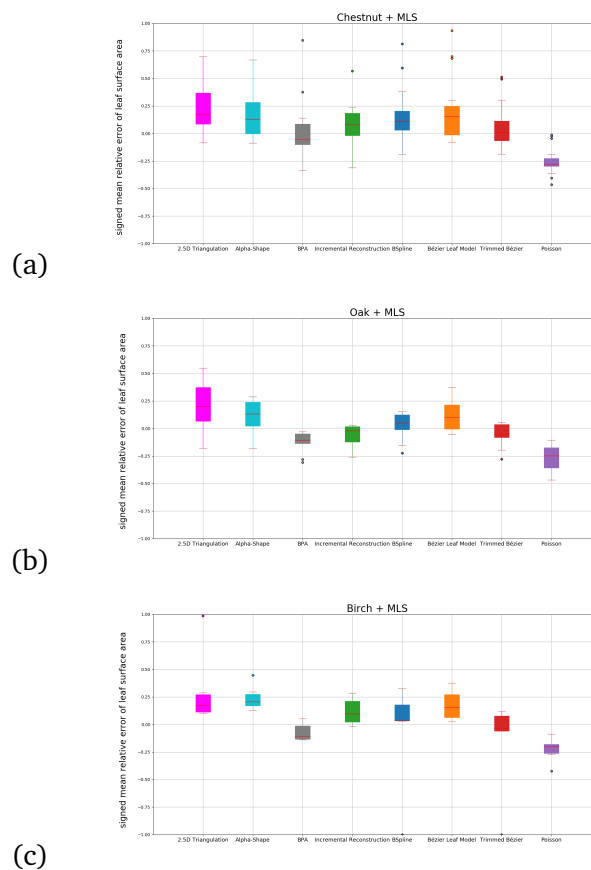 Chestnut + MLS
signed mean relative error of leaf surface area
1.00
0.75
0.50
0.25
0.00
−0.25
−0.50
−0.75
−1.00
2.5D Triangulation Alpha-Shape BPA Incremental Reconstruction BSpline Bézier Leaf Model Trimmed Bézier Poisson
(a)
Oak + MLS
signed mean relative error of leaf surface area
1.00
0.75
0.50
0.25
0.00
−0.25
−0.50
−0.75
−1.00
2.5D Triangulation Alpha-Shape BPA Incremental Reconstruction BSpline Bézier Leaf Model Trimmed Bézier Poisson
(b)
Birch + MLS
signed mean relative error of leaf surface area
1.00
0.75
0.50
0.25
0.00
−0.25
−0.50
−0.75
−1.00
2.5D Triangulation Alpha-Shape BPA Incremental Reconstruction BSpline Bézier Leaf Model Trimmed Bézier Poisson
(c)